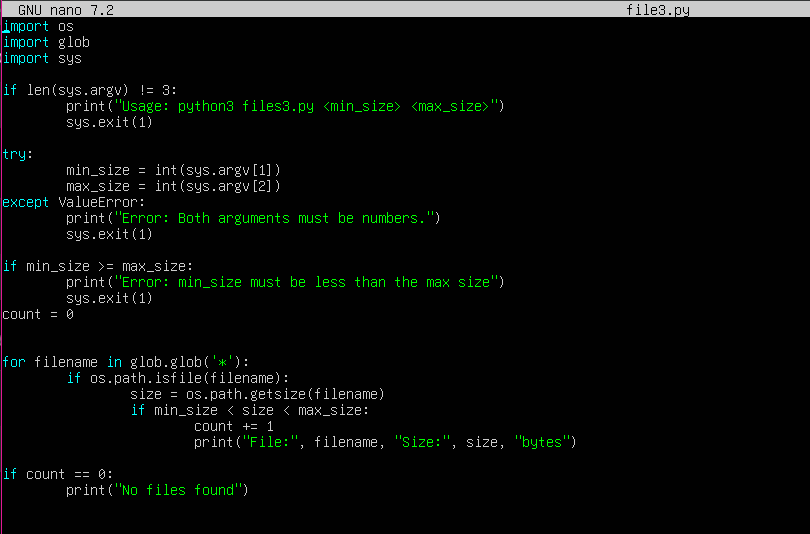 GNU nano 7.2 file3.py
import os
import glob
import sys
if len(sys.argv) != 3:
print("Usage: python3 files3.py <min_size> <max_size>")
sys.exit(1)
try:
min_size = int(sys.argv[1])
max_size = int(sys.argv[2])
except ValueError:
print("Error: Both arguments must be numbers.")
sys.exit(1)
if min_size >= max_size:
print("Error: min_size must be less than the max size")
sys.exit(1)
count = 0
for filename in glob.glob('*'):
if os.path.isfile(filename):
size = os.path.getsize(filename)
if min_size < size < max_size:
count += 1
print("File:", filename, "Size:", size, "bytes")
if count == 0:
print("No files found")